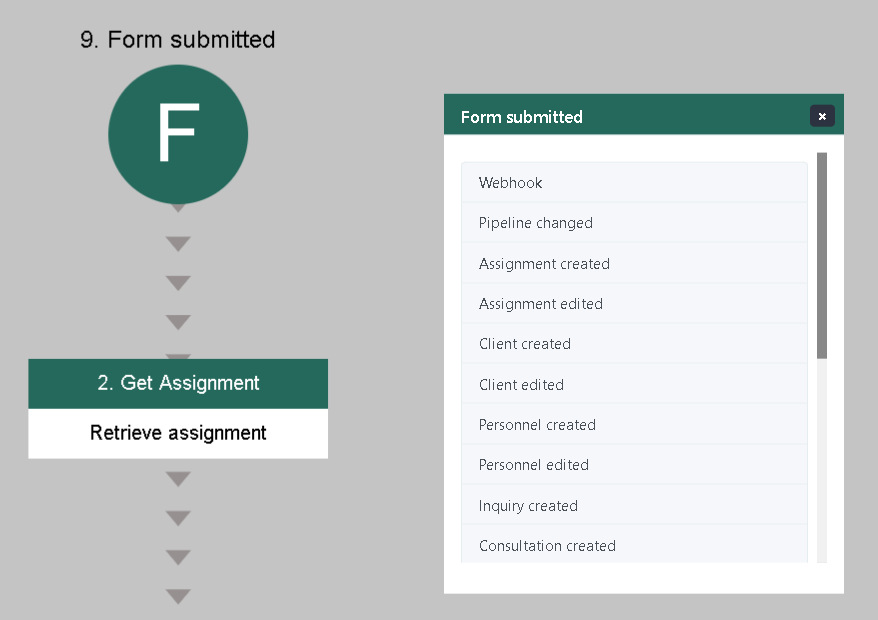 9. Form submitted
F
2. Get Assignment
Retrieve assignment
Form submitted
×
Webhook
Pipeline changed
Assignment created
Assignment edited
Client created
Client edited
Personnel created
Personnel edited
Inquiry created
Consultation created